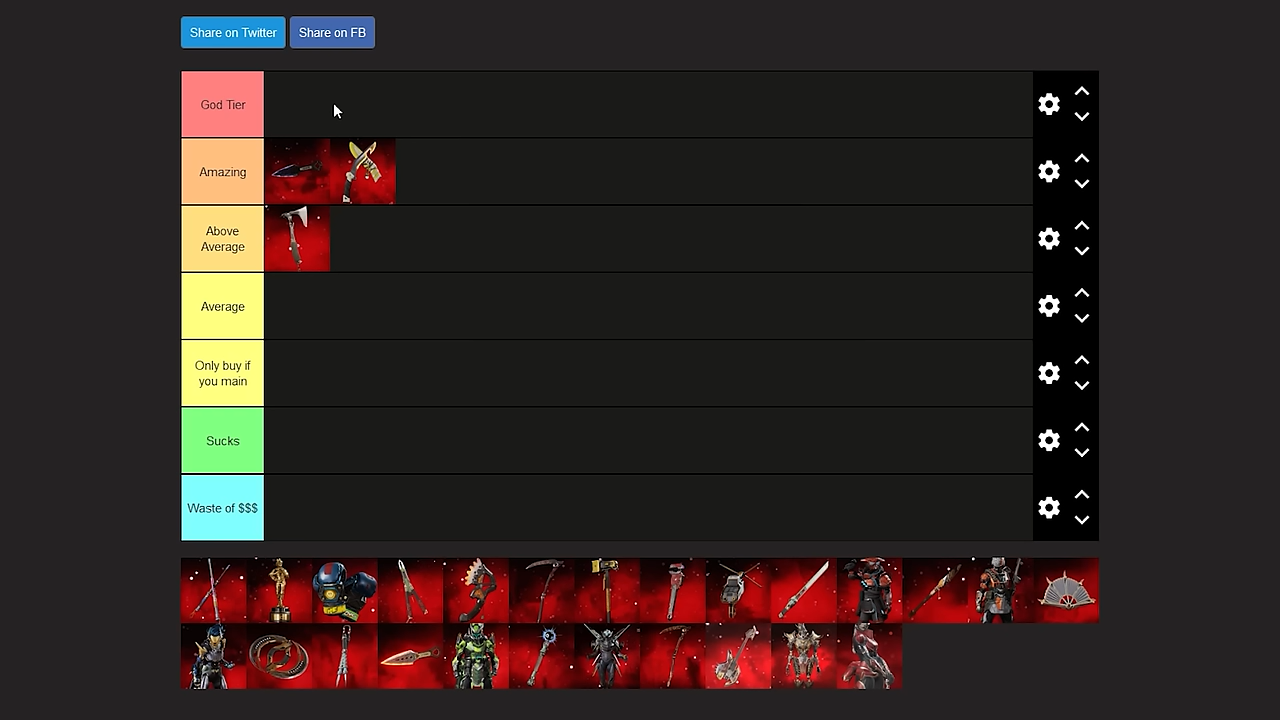 Share on Twitter
Share on FB
God Tier
Amazing
Above
Average
Average
Only buy if
you main
Sucks
Waste of $$$